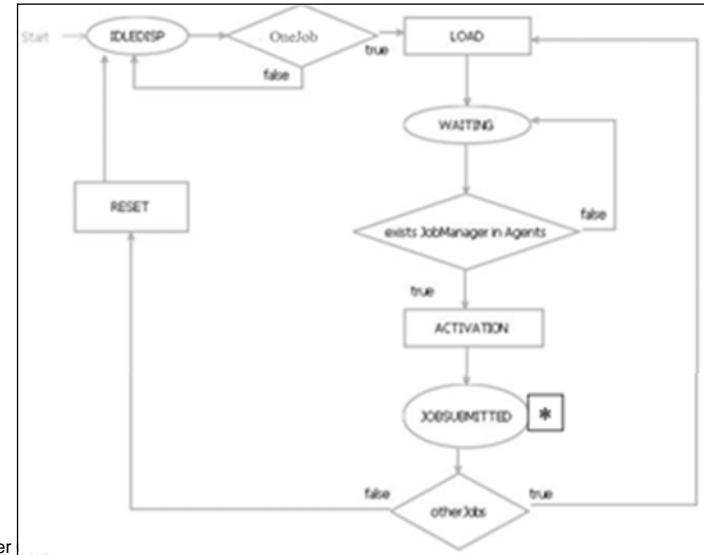 Start
IDLEDISP
OneJob
true
LOAD
false
WAITING
RESET
false
exists JobManager in Agents
true
ACTIVATION
JOBSUBMITTED
*
false
true
otherJobs
er